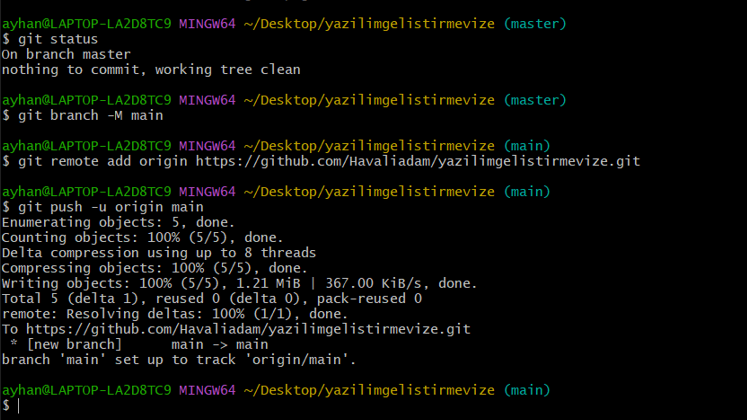 ayhan@LAPTOP-LA2D8TC9 MINGW64 ~/Desktop/yazilimgelistirmevize (master)
$ git status
On branch master
nothing to commit, working tree clean
ayhan@LAPTOP-LA2D8TC9 MINGW64 ~/Desktop/yazilimgelistirmevize (master)
$ git branch -M main
ayhan@LAPTOP-LA2D8TC9 MINGW64 ~/Desktop/yazilimgelistirmevize (main)
$ git remote add origin https://github.com/Havaliadam/yazilimgelistirmevize.git
ayhan@LAPTOP-LA2D8TC9 MINGW64 ~/Desktop/yazilimgelistirmevize (main)
$ git push -u origin main
Enumerating objects: 5, done.
Counting objects: 100% (5/5), done.
Delta compression using up to 8 threads
Compressing objects: 100% (5/5), done.
Writing objects: 100% (5/5), 1.21 MiB | 367.00 KiB/s, done.
Total 5 (delta 1), reused 0 (delta 0), pack-reused 0
remote: Resolving deltas: 100% (1/1), done.
To https://github.com/Havaliadam/yazilimgelistirmevize.git
 * [new branch]      main -> main
branch 'main' set up to track 'origin/main'.
ayhan@LAPTOP-LA2D8TC9 MINGW64 ~/Desktop/yazilimgelistirmevize (main)
$